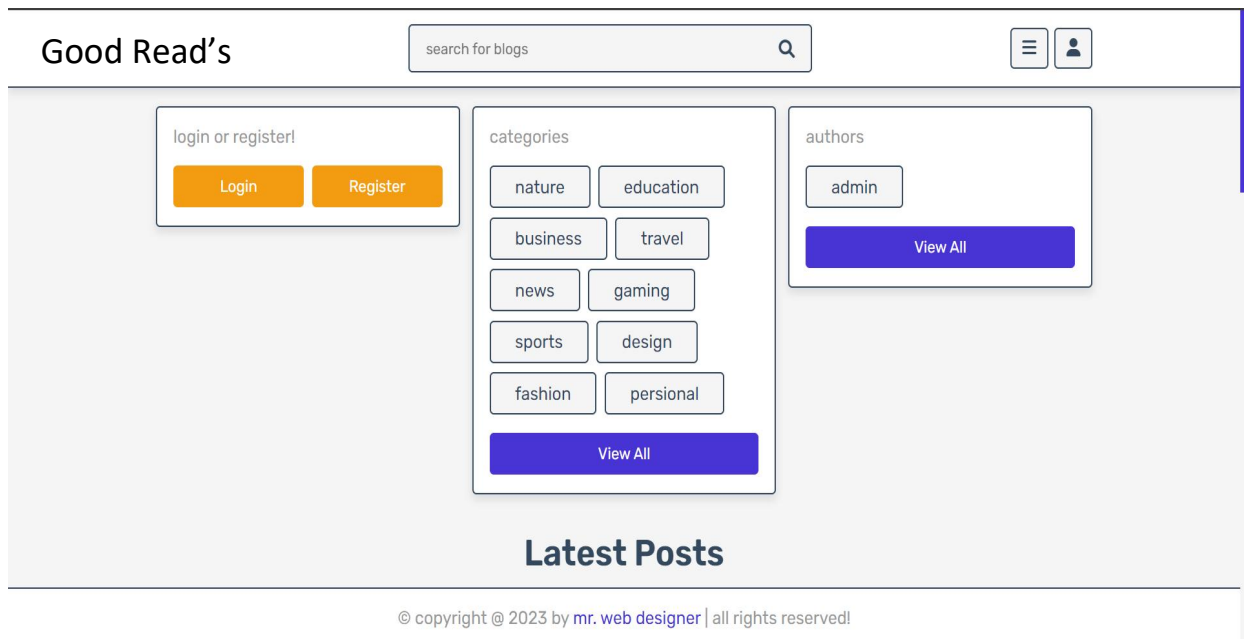 Good Read’s
search for blogs
login or register!
Login Register
categories
nature education
business travel
news gaming
sports design
fashion persional
View All
authors
admin
View All
Latest Posts
© copyright @ 2023 by mr. web designer | all rights reserved!